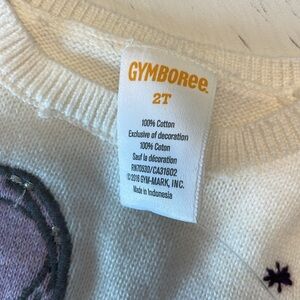 GYMBOREE
2T
100% Cotton
Exclusive of decoration
100% Coton
Sauf la décoration
RN70530/CA31602
©2016 GYM-MARK, INC.
Made in Indonesia